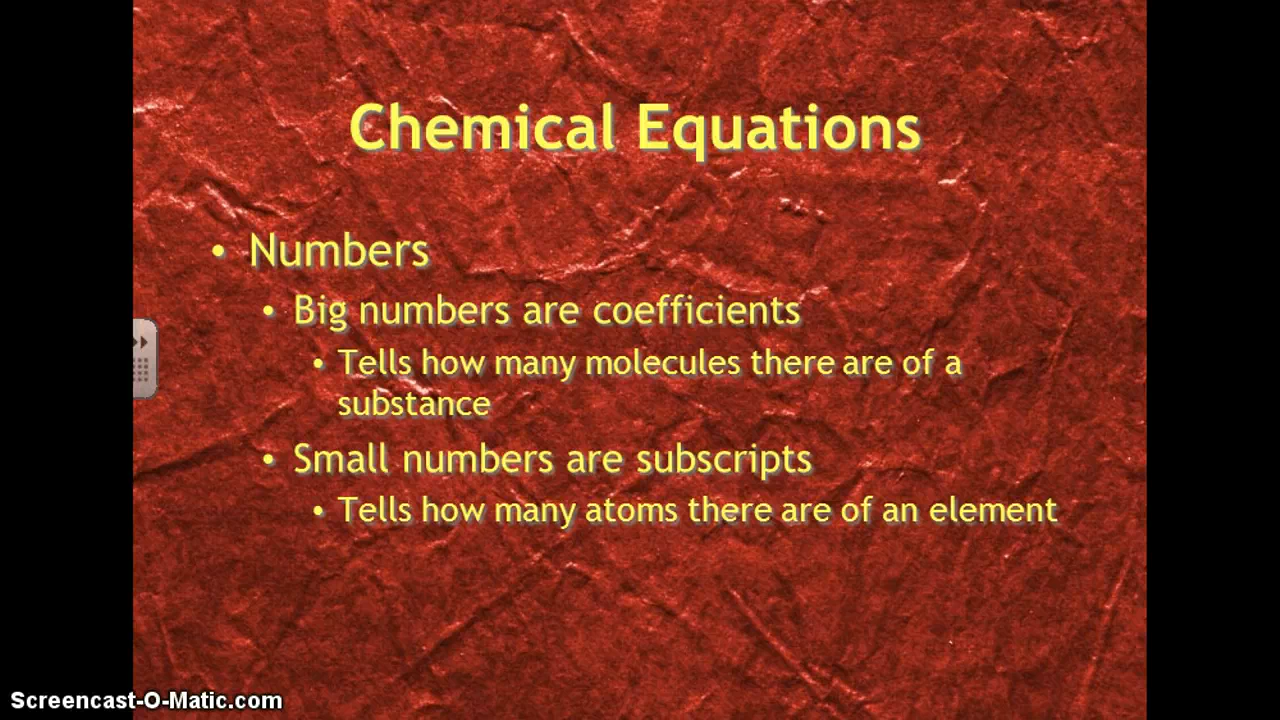 Chemical Equations
• Numbers
• Big numbers are coefficients
• Tells how many molecules there are of a
substance
• Small numbers are subscripts
• Tells how many atoms there are of an element
Screencast-O-Matic.com